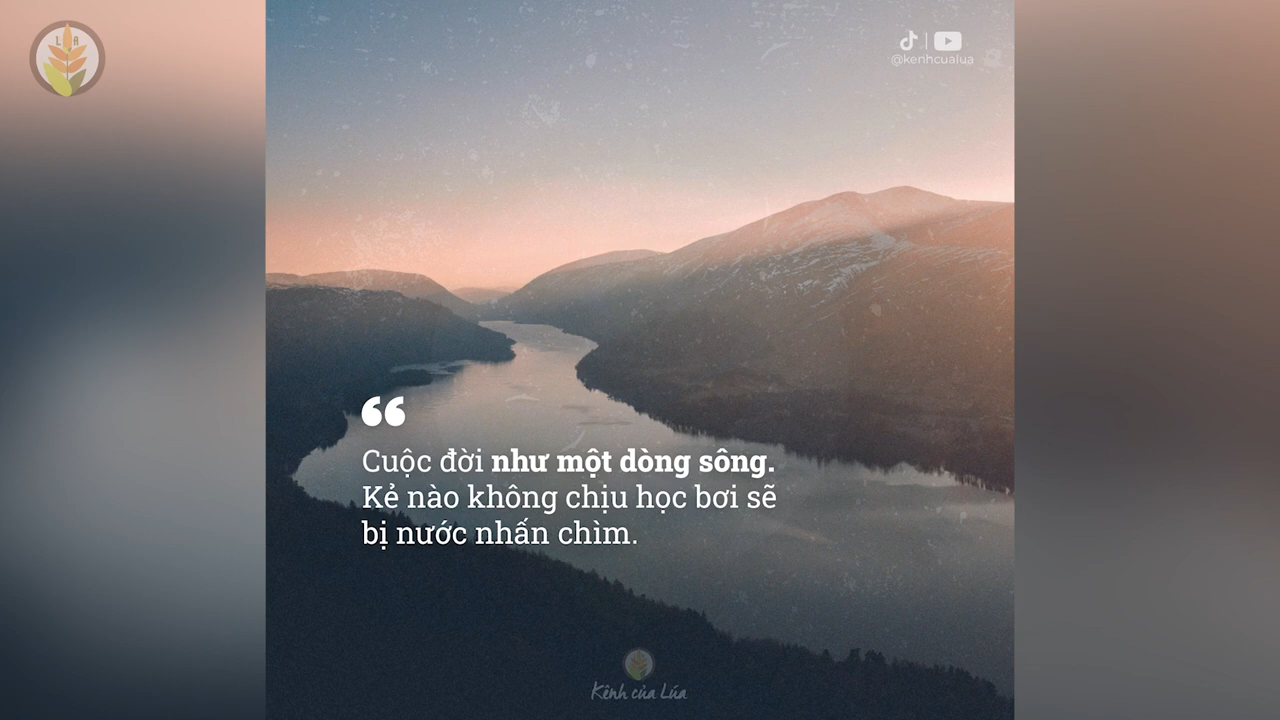 L A
@kenhcualua
Cuộc đời như một dòng sông.
Kẻ nào không chịu học bơi sẽ
bị nước nhấn chìm.
Kênh của Lúa